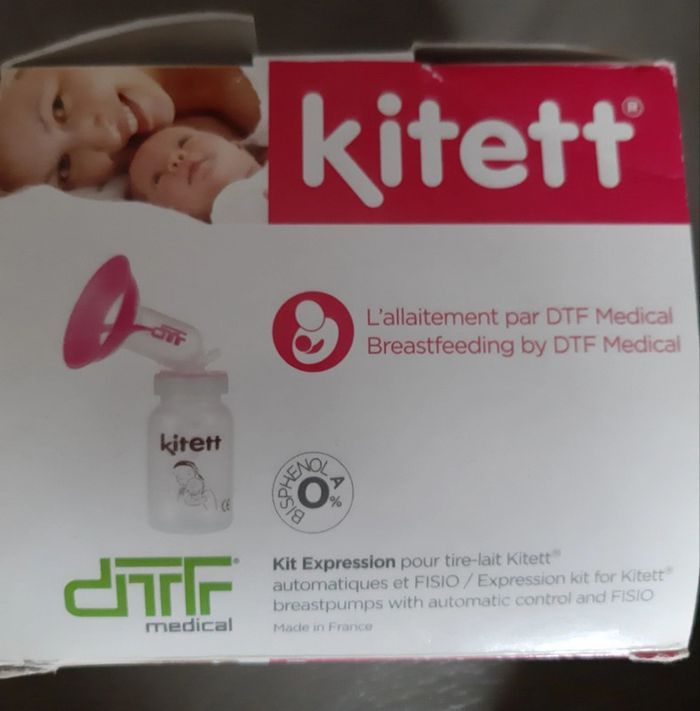 kitett®
L'allaitement par DTF Medical
Breastfeeding by DTF Medical
DTF
kitett
CE
BISPHENOL A
0%
Kit Expression pour tire-lait Kitett®
automatiques et FISIO / Expression kit for Kitett®
breastpumps with automatic control and FISIO
Made in France
DTF®
medical